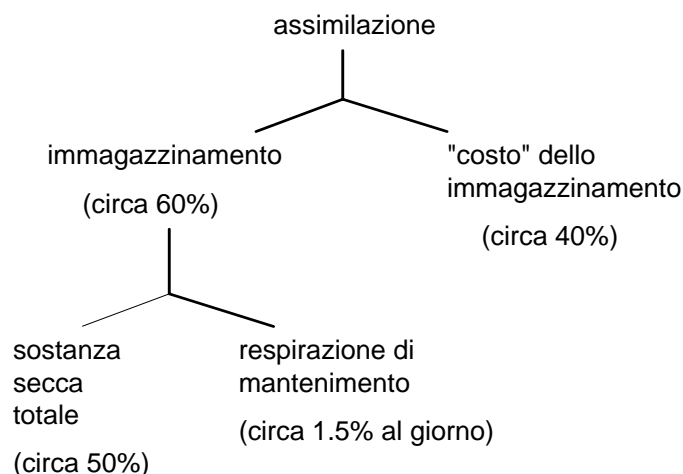 assimilazione
immagazzinamento
(circa 60%)
"costo" dello
immagazzinamento
(circa 40%)
sostanza
secca
totale
(circa 50%)
respirazione di
mantenimento
(circa 1.5% al giorno)